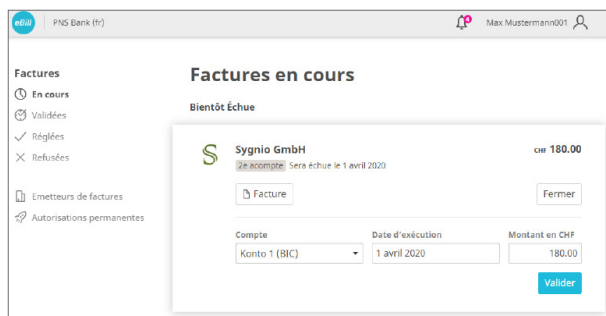 eBill PNS Bank (fr) 4 Max Mustermann001
Factures
En cours
Validées
Réglées
Refusées
Emetteurs de factures
Autorisations permanentes
Factures en cours
Bientôt Échue
S Sygnio GmbH CHF 180.00
2e acompte Sera échue le 1 avril 2020
Facture Fermer
Compte Date d'exécution Montant en CHF
Konto 1 (BIC) 1 avril 2020 180.00
Valider